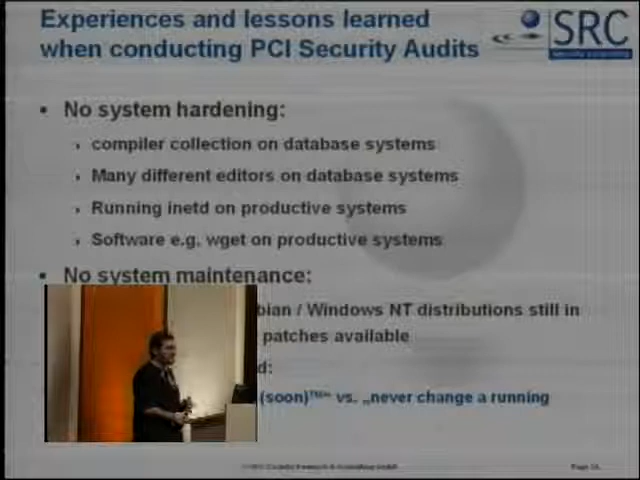 Experiences and lessons learned
when conducting PCI Security Audits
SRC
• No system hardening:
› compiler collection on database systems
› Many different editors on database systems
› Running inetd on productive systems
› Software e.g. wget on productive systems
• No system maintenance:
bian / Windows NT distributions still in
patches available
d:
(soon)™“ vs. „never change a running
Page